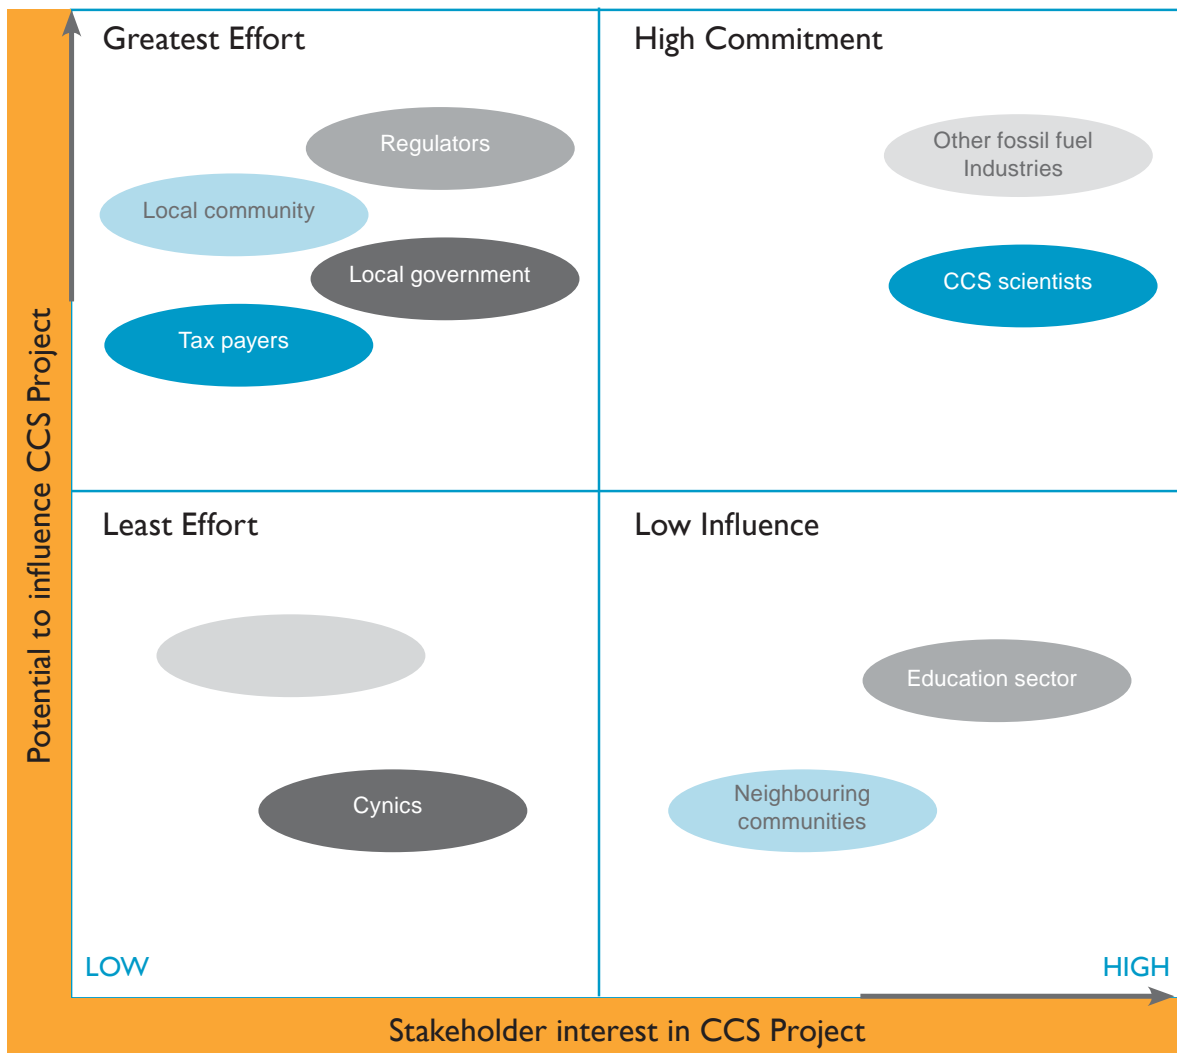 Greatest Effort
High Commitment
Regulators
Other fossil fuel
Industries
Local community
Local government
CCS scientists
Tax payers
Potential to influence CCS Project
Least Effort
Low Influence
Education sector
Cynics
Neighbouring
communities
LOW
HIGH
Stakeholder interest in CCS Project